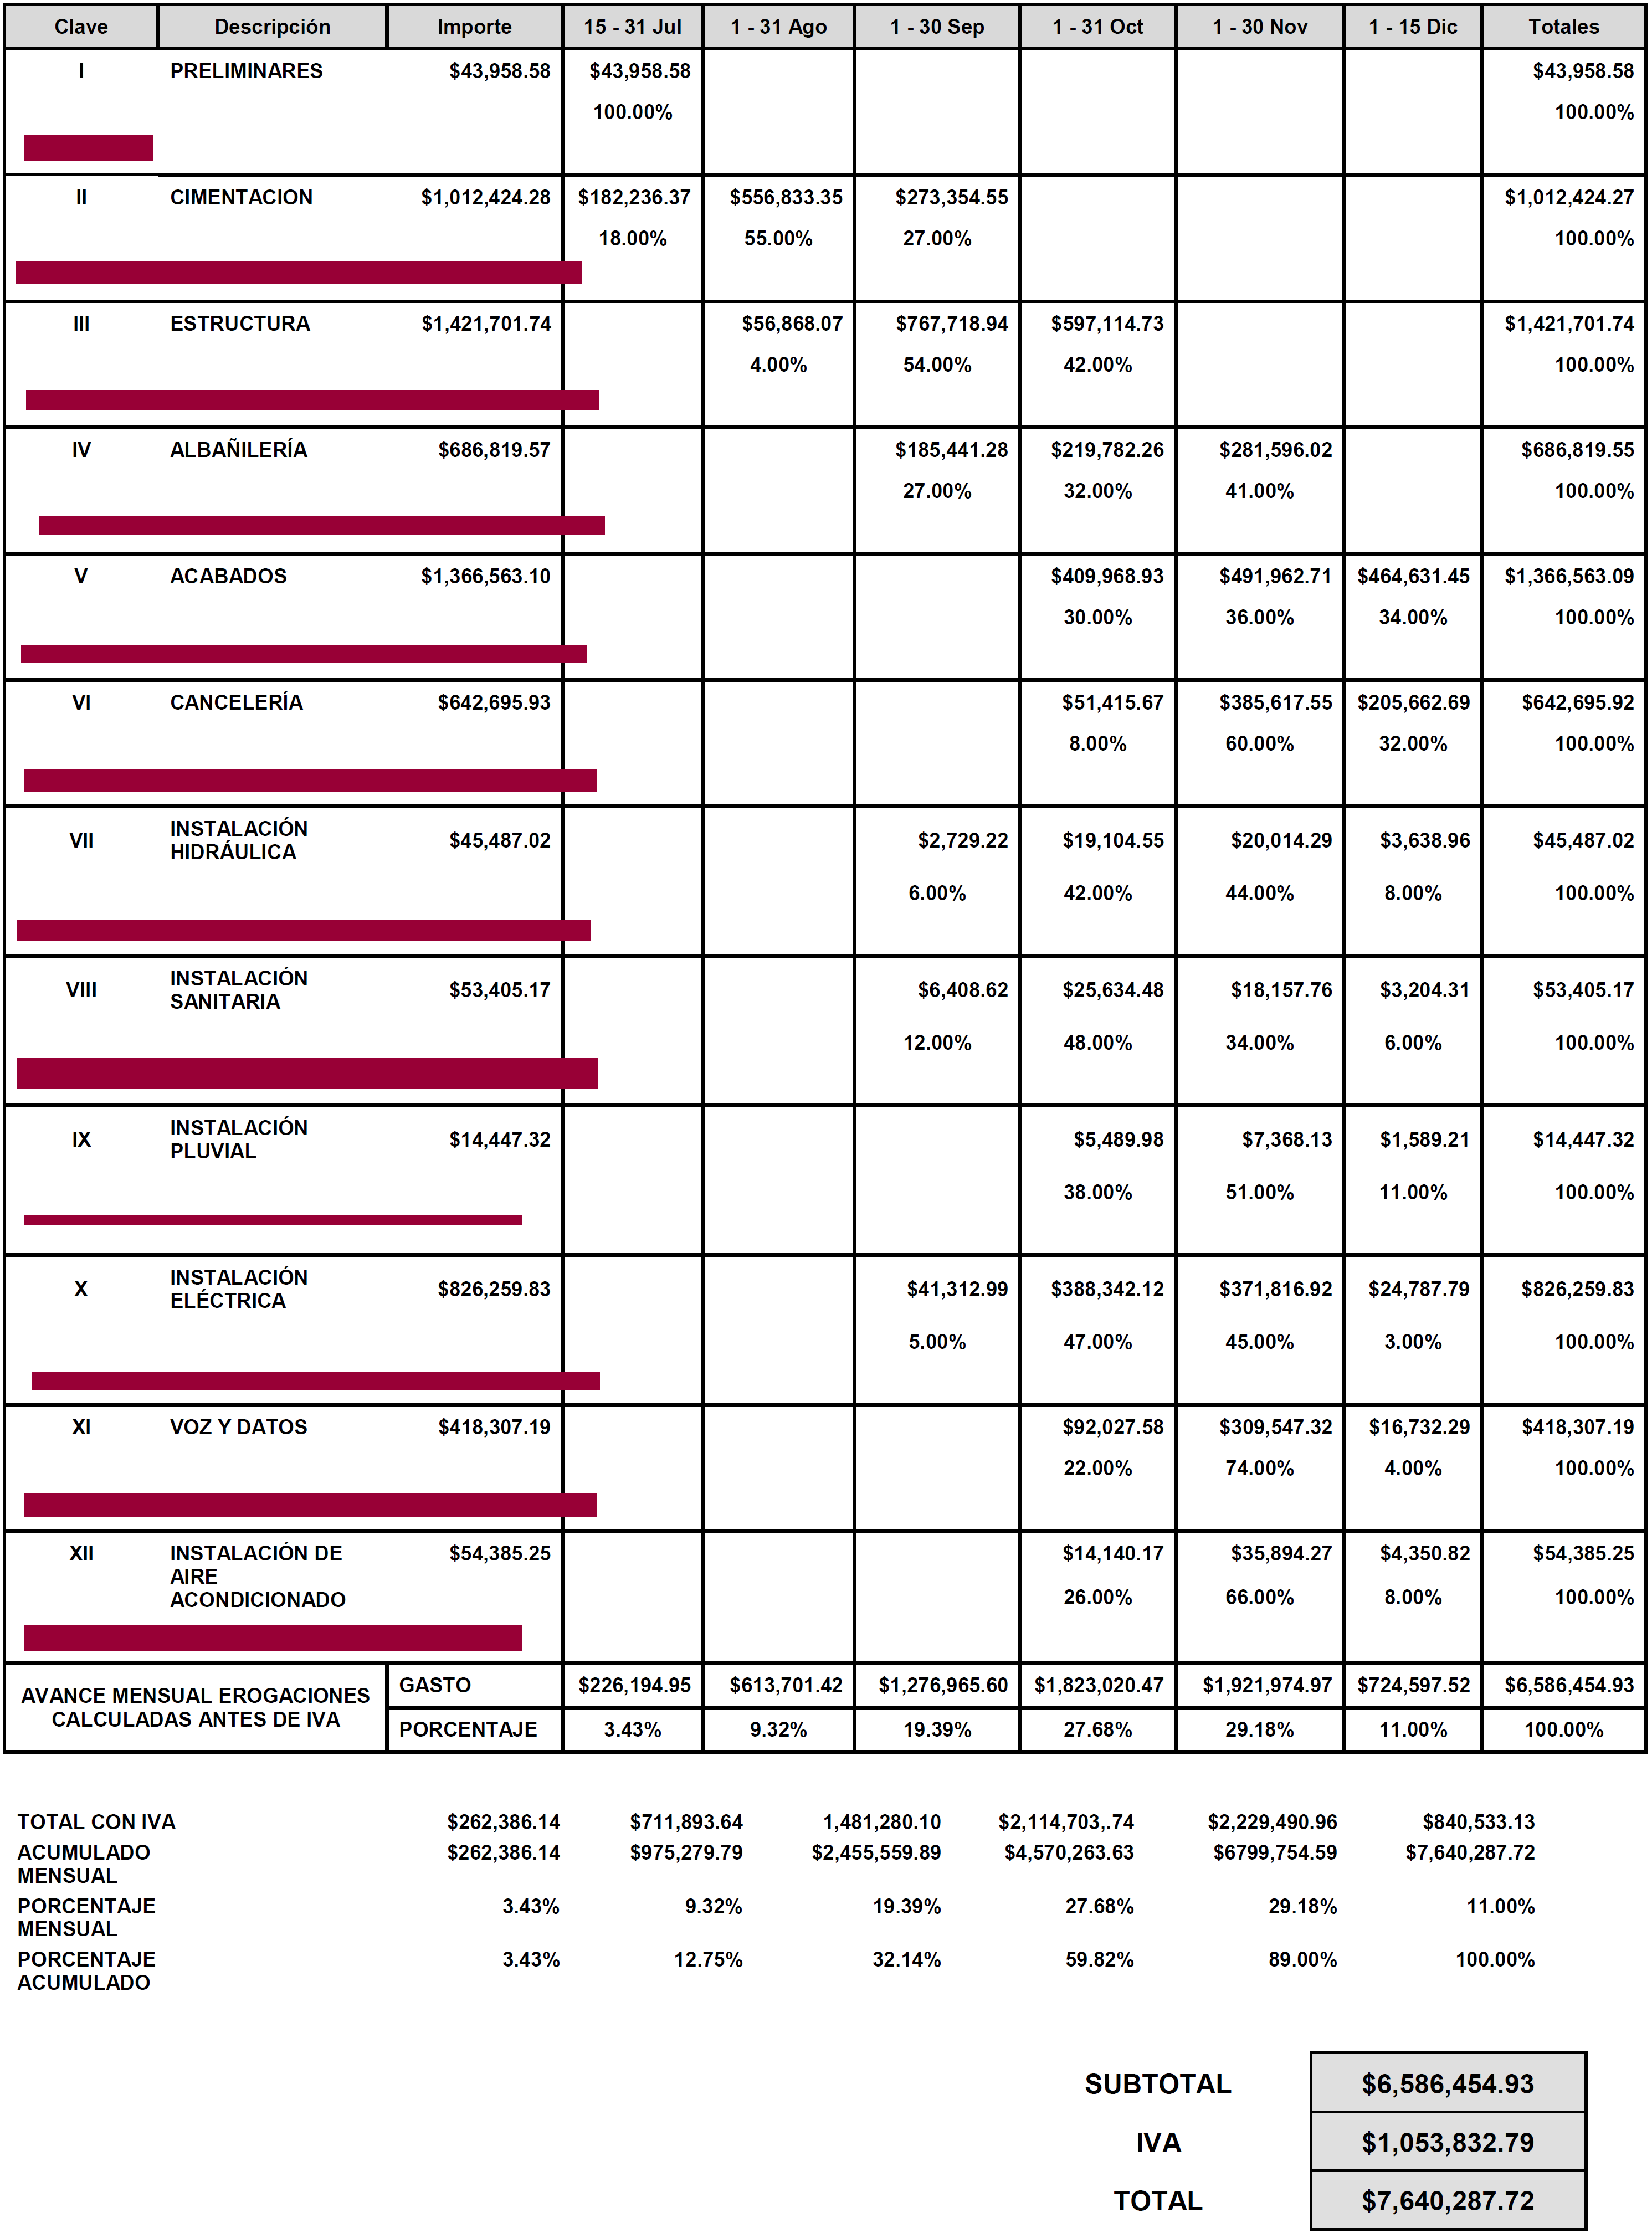 Clave Descripción Importe 15 - 31 Jul 1 - 31 Ago 1 - 30 Sep 1 - 31 Oct 1 - 30 Nov 1 - 15 Dic Totales
I PRELIMINARES $43,958.58 $43,958.58 $43,958.58
100.00% 100.00%
II CIMENTACION $1,012,424.28 $182,236.37 $556,833.35 $273,354.55 $1,012,424.27
18.00% 55.00% 27.00% 100.00%
III ESTRUCTURA $1,421,701.74 $56,868.07 $767,718.94 $597,114.73 $1,421,701.74
4.00% 54.00% 42.00% 100.00%
IV ALBAÑILERÍA $686,819.57 $185,441.28 $219,782.26 $281,596.02 $686,819.55
27.00% 32.00% 41.00% 100.00%
V ACABADOS $1,366,563.10 $409,968.93 $491,962.71 $464,631.45 $1,366,563.09
30.00% 36.00% 34.00% 100.00%
VI CANCELERÍA $642,695.93 $51,415.67 $385,617.55 $205,662.69 $642,695.92
8.00% 60.00% 32.00% 100.00%
INSTALACIÓN
VII HIDRÁULICA $45,487.02 $2,729.22 $19,104.55 $20,014.29 $3,638.96 $45,487.02
6.00% 42.00% 44.00% 8.00% 100.00%
INSTALACIÓN
VIII SANITARIA $53,405.17 $6,408.62 $25,634.48 $18,157.76 $3,204.31 $53,405.17
12.00% 48.00% 34.00% 6.00% 100.00%
INSTALACIÓN
IX PLUVIAL $14,447.32 $5,489.98 $7,368.13 $1,589.21 $14,447.32
38.00% 51.00% 11.00% 100.00%
INSTALACIÓN
X ELÉCTRICA $826,259.83 $41,312.99 $388,342.12 $371,816.92 $24,787.79 $826,259.83
5.00% 47.00% 45.00% 3.00% 100.00%
XI VOZ Y DATOS $418,307.19 $92,027.58 $309,547.32 $16,732.29 $418,307.19
22.00% 74.00% 4.00% 100.00%
XII INSTALACIÓN DE $54,385.25 $14,140.17 $35,894.27 $4,350.82 $54,385.25
AIRE
ACONDICIONADO 26.00% 66.00% 8.00% 100.00%
AVANCE MENSUAL EROGACIONES
CALCULADAS ANTES DE IVA
GASTO $226,194.95 $613,701.42 $1,276,965.60 $1,823,020.47 $1,921,974.97 $724,597.52 $6,586,454.93
PORCENTAJE 3.43% 9.32% 19.39% 27.68% 29.18% 11.00% 100.00%
TOTAL CON IVA $262,386.14 $711,893.64 1,481,280.10 $2,114,703,.74 $2,229,490.96 $840,533.13
ACUMULADO $262,386.14 $975,279.79 $2,455,559.89 $4,570,263.63 $6799,754.59 $7,640,287.72
MENSUAL
PORCENTAJE 3.43% 9.32% 19.39% 27.68% 29.18% 11.00%
MENSUAL
PORCENTAJE 3.43% 12.75% 32.14% 59.82% 89.00% 100.00%
ACUMULADO
SUBTOTAL $6,586,454.93
IVA $1,053,832.79
TOTAL $7,640,287.72